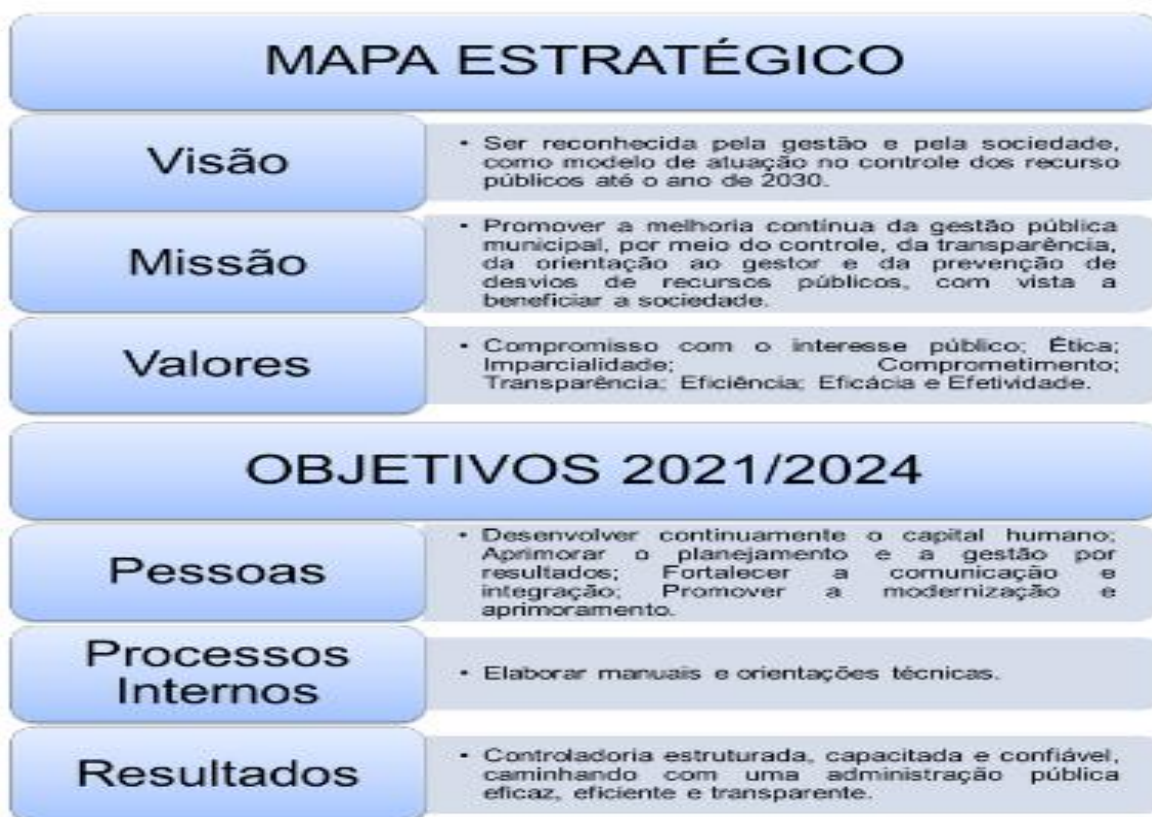 MAPA ESTRATÉGICO
Visão
• Ser reconhecida pela gestão e pela sociedade,
como modelo de atuação no controle dos recurso
públicos até o ano de 2030.
Missão
• Promover a melhoria contínua da gestão pública
municipal, por meio do controle, da transparência,
da orientação ao gestor e da prevenção de
desvios de recursos públicos, com vista a
beneficiar a sociedade.
Valores
• Compromisso com o interesse público; Ética;
Imparcialidade; Comprometimento;
Transparência; Eficiência; Eficácia e Efetividade.
OBJETIVOS 2021/2024
Pessoas
• Desenvolver continuamente o capital humano;
Aprimorar o planejamento e a gestão por
resultados; Fortalecer a comunicação e
integração; Promover a modernização e
aprimoramento.
Processos
Internos
• Elaborar manuais e orientações técnicas.
Resultados
• Controladoria estruturada, capacitada e confiável,
caminhando com uma administração pública
eficaz, eficiente e transparente.